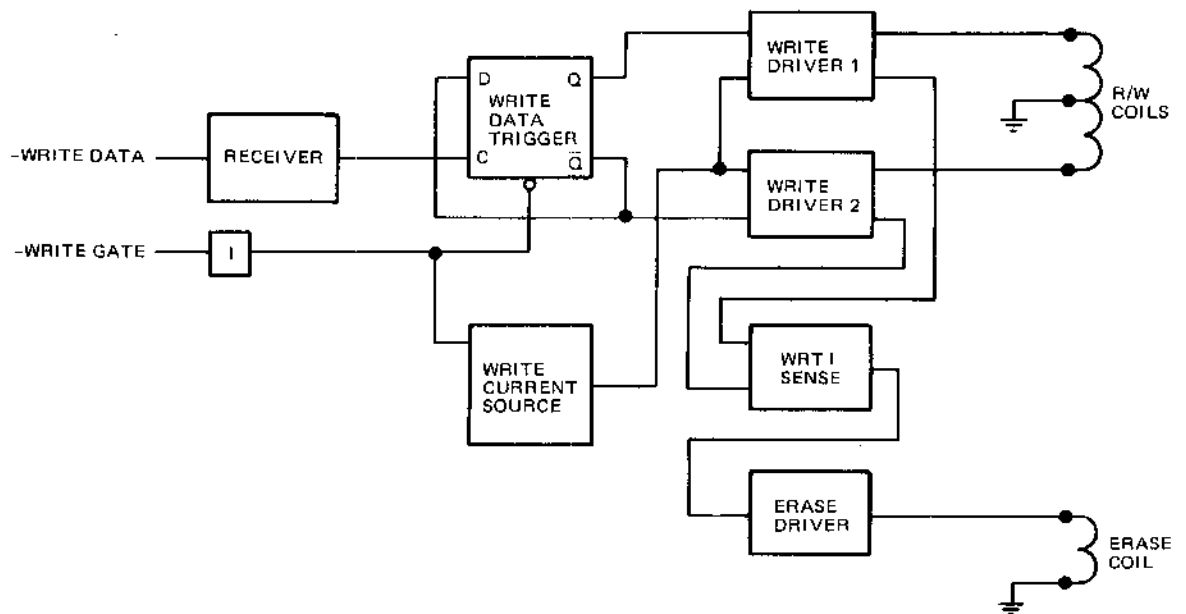 WRITE
DRIVER 1
R/W
COILS
D
Q
WRITE
DATA
TRIGGER
C
Q̅
-WRITE DATA
RECEIVER
WRITE
DRIVER 2
-WRITE GATE
I
WRITE
CURRENT
SOURCE
WRT I
SENSE
ERASE
DRIVER
ERASE
COIL